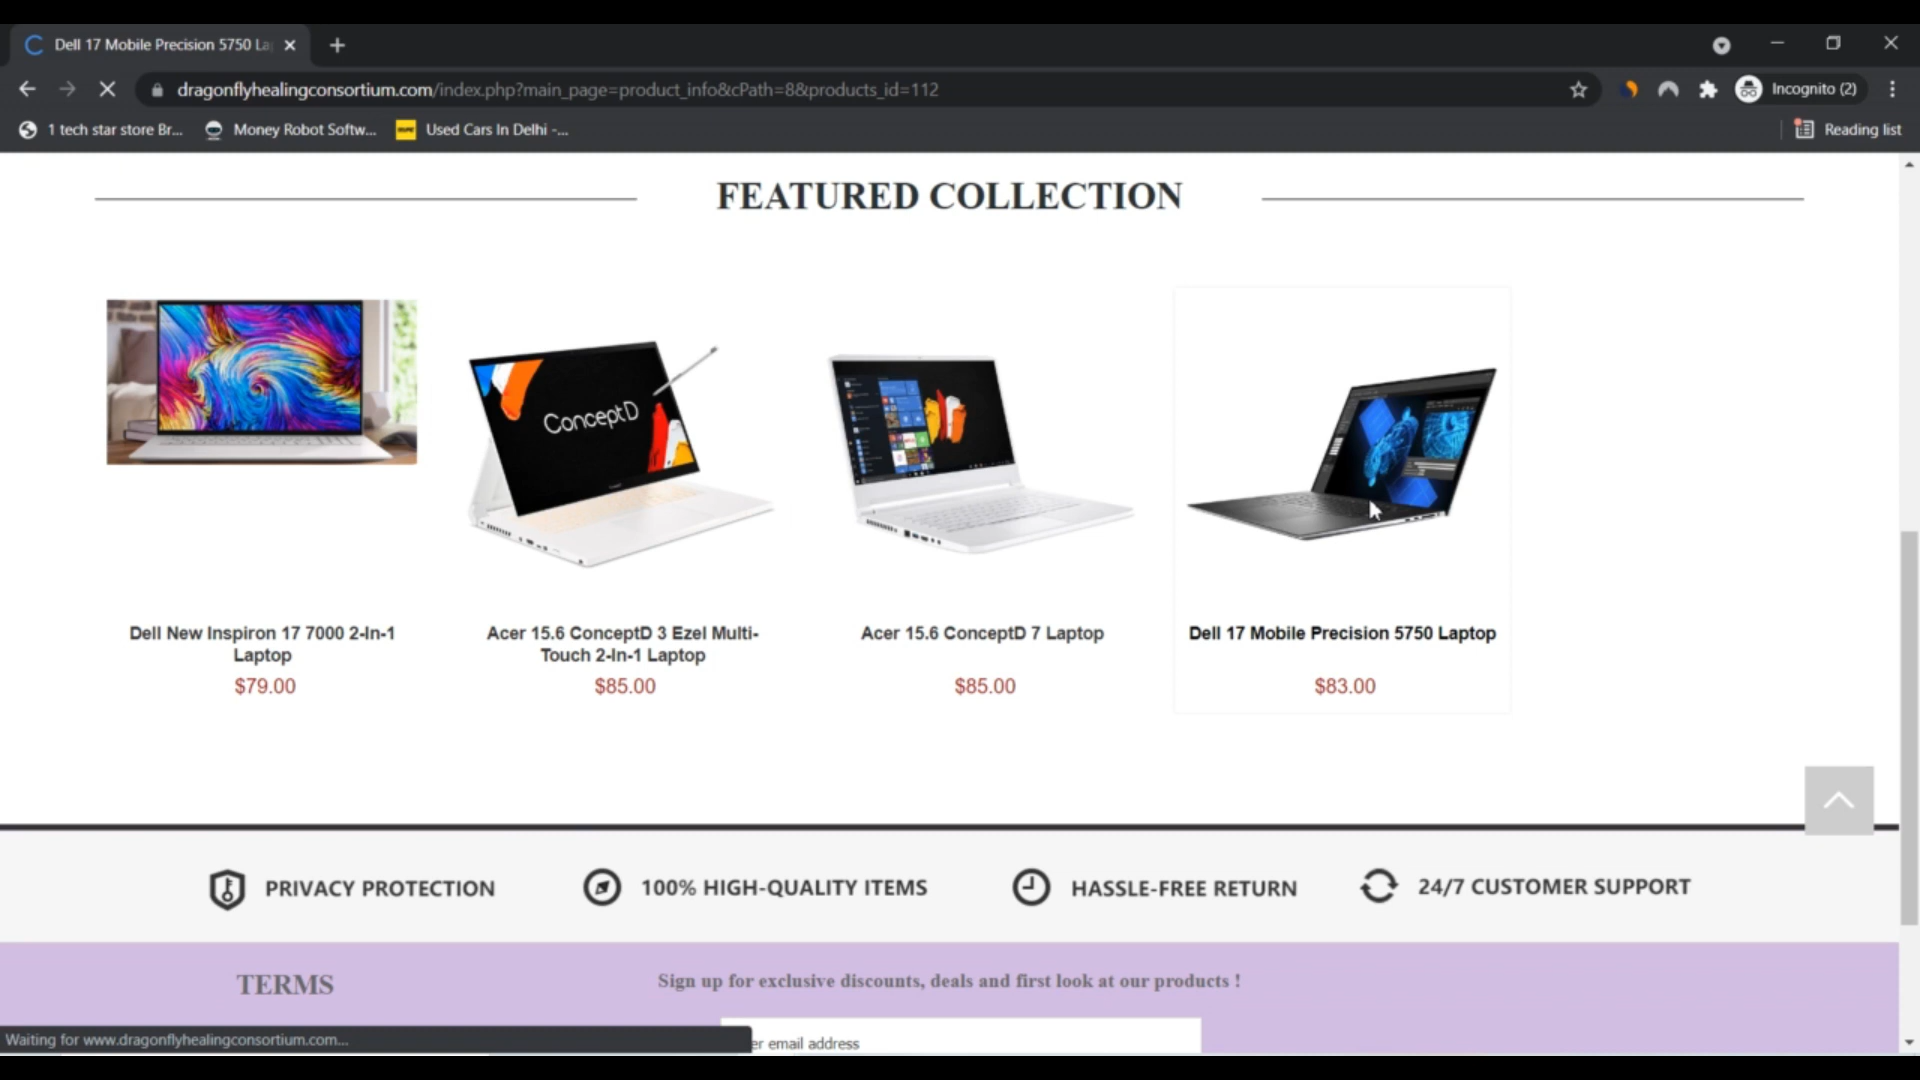 Dell 17 Mobile Precision 5750 La
dragonflyhealingconsortium.com/index.php?main_page=product_info&cPath=8&products_id=112
Incognito (2)
1 tech star store Br...
Money Robot Softw...
Used Cars In Delhi -...
Reading list
FEATURED COLLECTION
ConceptD
Dell New Inspiron 17 7000 2-In-1
Laptop
$79.00
Acer 15.6 ConceptD 3 Ezel Multi-
Touch 2-In-1 Laptop
$85.00
Acer 15.6 ConceptD 7 Laptop
$85.00
Dell 17 Mobile Precision 5750 Laptop
$83.00
PRIVACY PROTECTION
100% HIGH-QUALITY ITEMS
HASSLE-FREE RETURN
24/7 CUSTOMER SUPPORT
TERMS
Sign up for exclusive discounts, deals and first look at our products !
er email address
Waiting for www.dragonflyhealingconsortium.com...